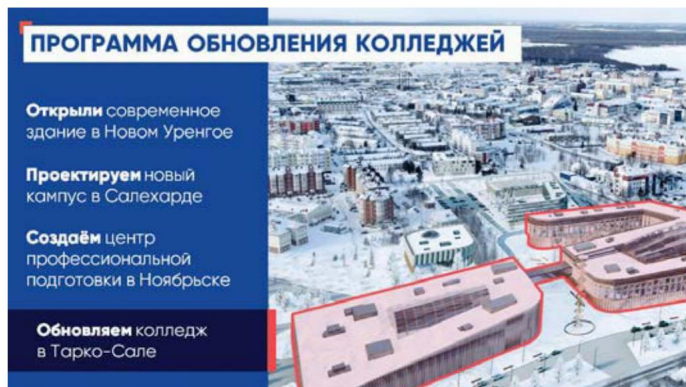 ПРОГРАММА ОБНОВЛЕНИЯ КОЛЛЕДЖЕЙ
Открыли современное
здание в Новом Уренгое
Проектируем новый
кампус в Салехарде
Создаём центр
профессиональной
подготовки в Ноябрьске
Обновляем колледж
в Тарко-Сале